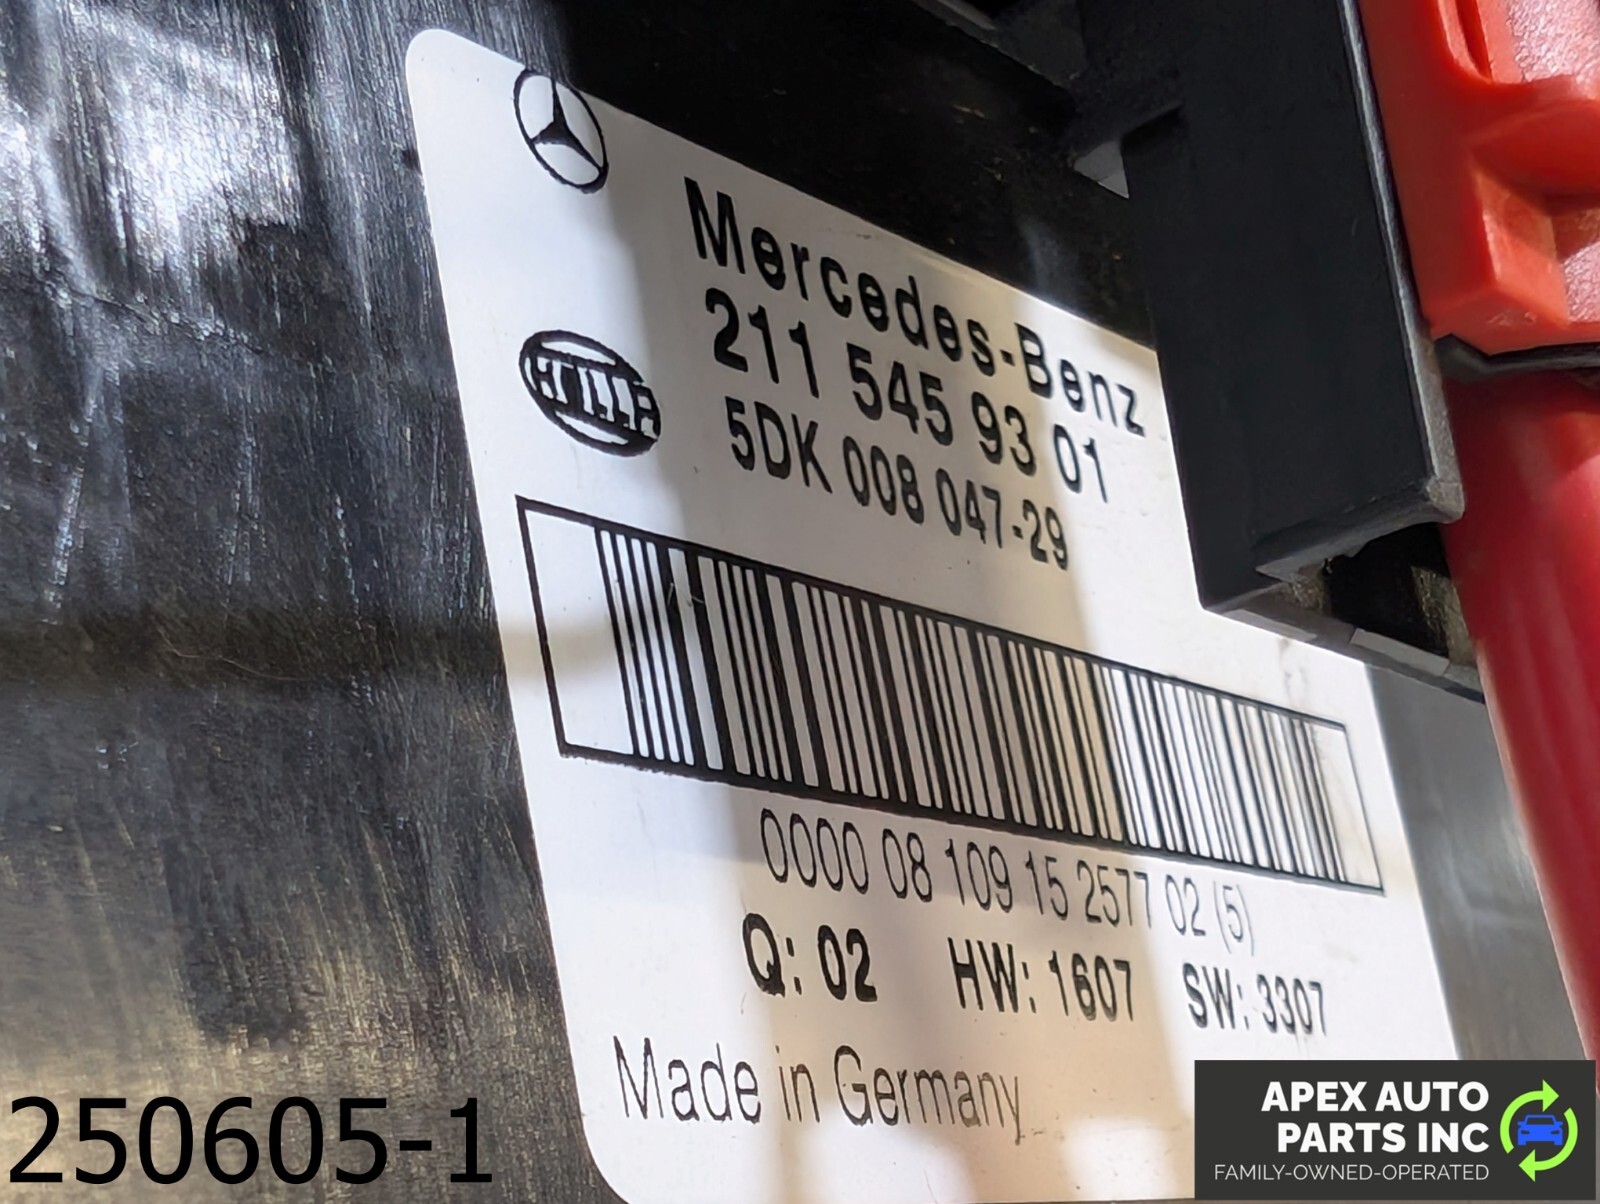 Mercedes-Benz
211 545 93 01
HELLA
5DK 008 047-29
0000 08 109 15 2577 02 (5)
Q: 02 HW: 1607 SW: 3307
Made in Germany
250605-1
APEX AUTO
PARTS INC
FAMILY-OWNED-OPERATED